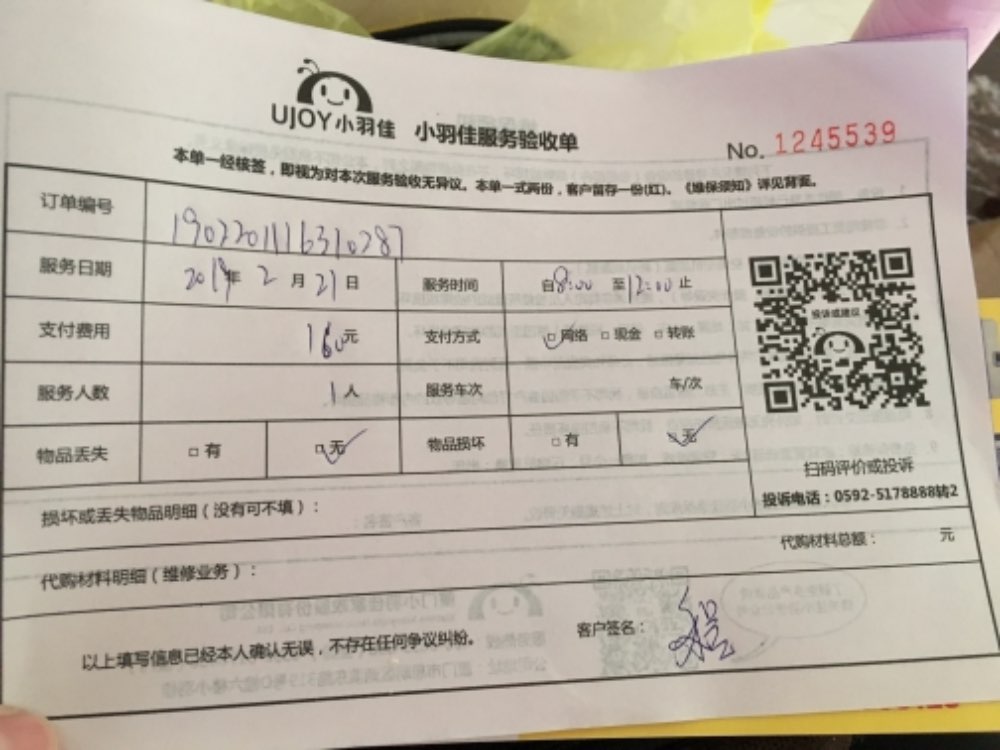 UJOY小羽佳 小羽佳服务验收单
No. 1245539
本单一经核签，即视为对本次服务验收无异议。本单一式两份，客户留存一份(红)。《维保须知》详见背面。
订单编号 1902201116310287
服务日期 2019年 2 月 21 日 服务时间 自8:00 至12:00 止
投诉或建议
支付费用 160元 支付方式 □网络 □现金 □转账
服务人数 1人 服务车次 车/次
物品丢失 □有 □无 物品损坏 □有 □无
扫码评价或投诉
投诉电话：0592-5178888转2
损坏或丢失物品明细（没有可不填）：
代购材料总额： 元
代购材料明细（维修业务）：
以上填写信息已经本人确认无误，不存在任何争议纠纷。 客户签名：